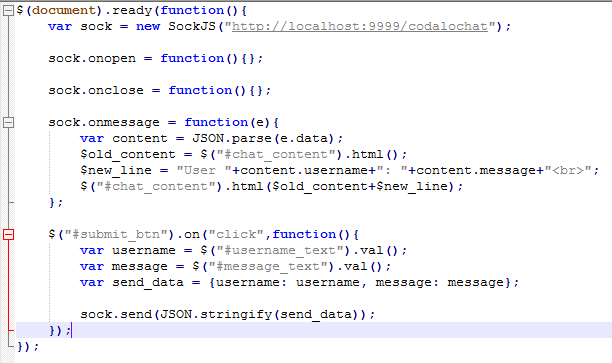 $(document).ready(function(){
    var sock = new SockJS("http://localhost:9999/codalochat");

    sock.onopen = function(){};

    sock.onclose = function(){};

    sock.onmessage = function(e){
        var content = JSON.parse(e.data);
        $old_content = $("#chat_content").html();
        $new_line = "User "+content.username+": "+content.message+"<br>";
        $("#chat_content").html($old_content+$new_line);
    };

    $("#submit_btn").on("click",function(){
        var username = $("#username_text").val();
        var message = $("#message_text").val();
        var send_data = {username: username, message: message};

        sock.send(JSON.stringify(send_data));
    });
});